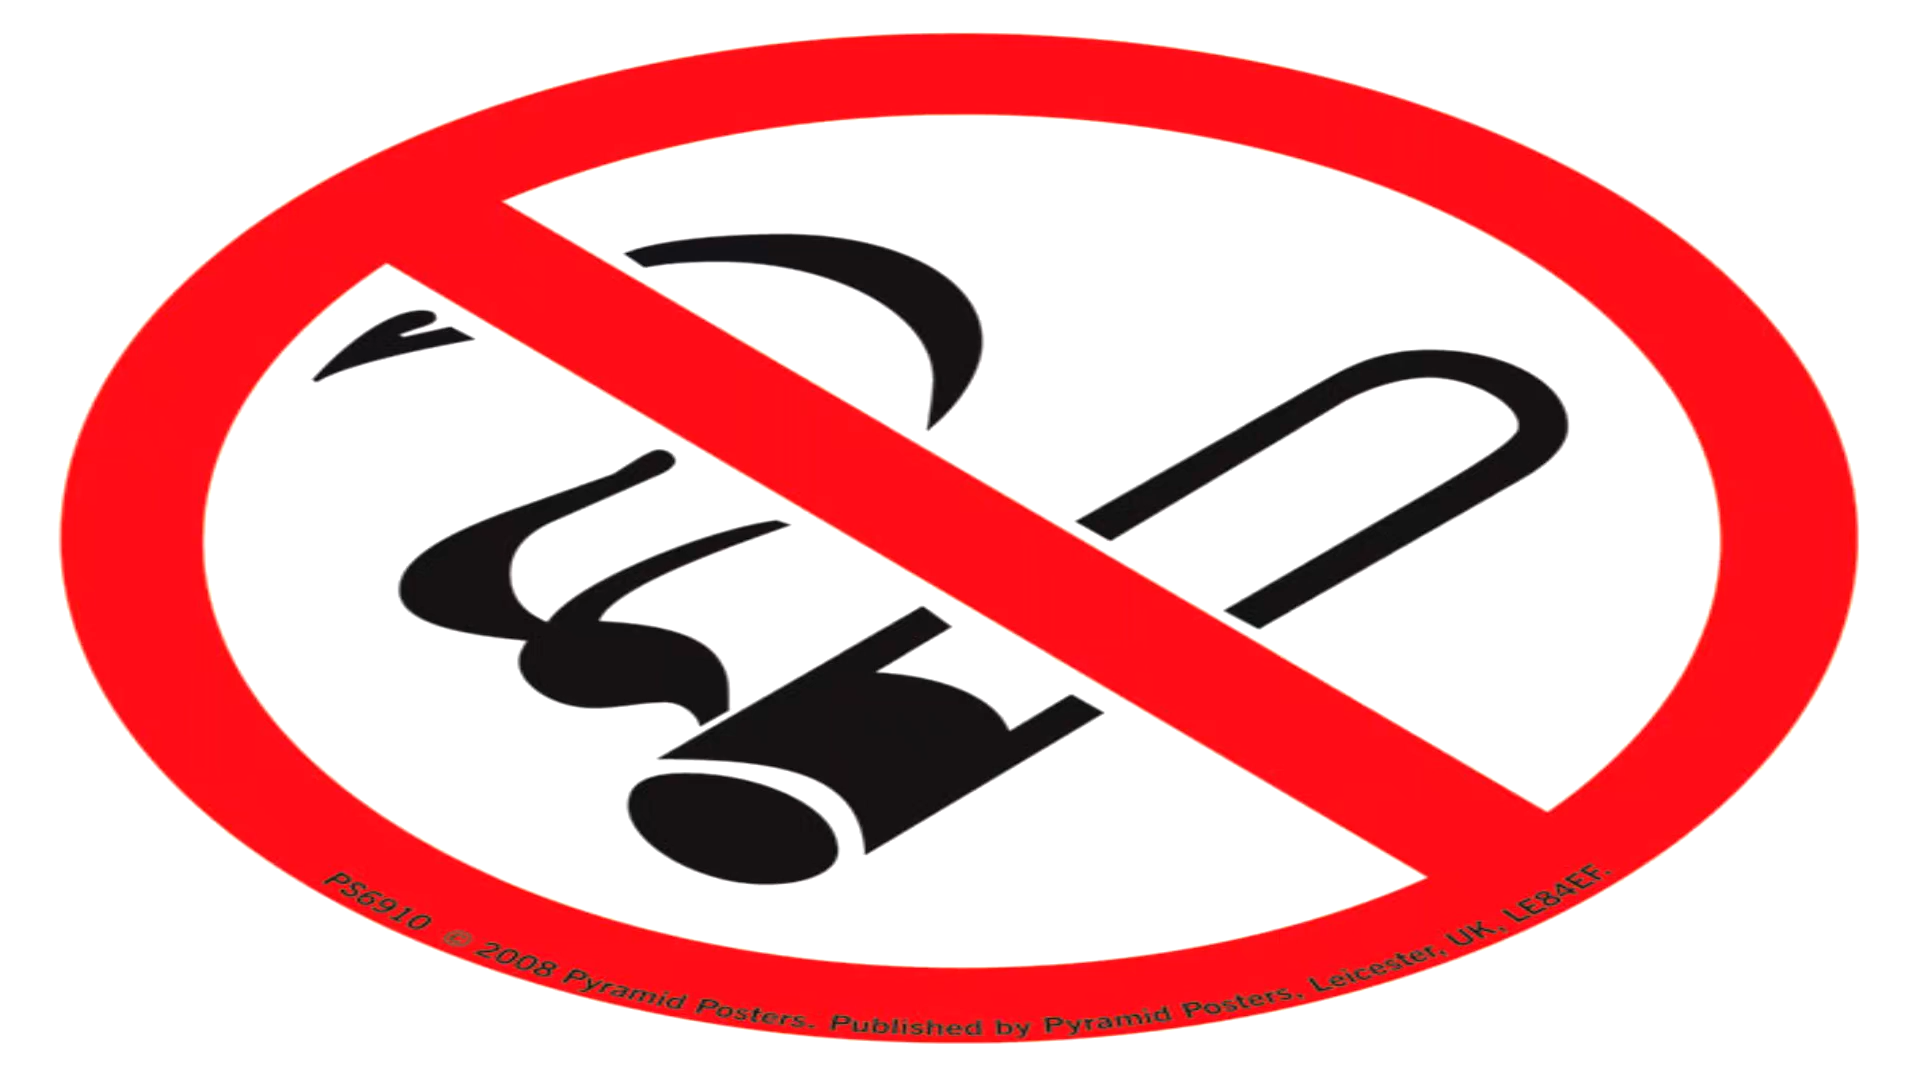 PS6910 © 2008 Pyramid Posters. Published by Pyramid Posters. Leicester, UK, LE84EF.